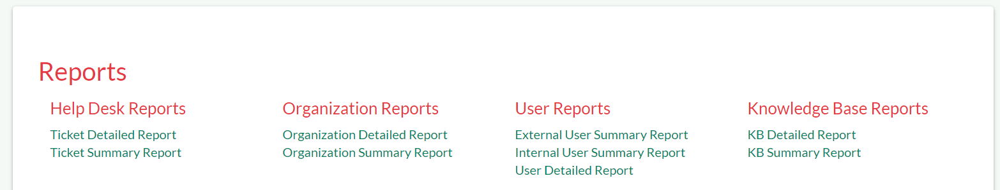 Reports
Help Desk Reports
Ticket Detailed Report
Ticket Summary Report
Organization Reports
Organization Detailed Report
Organization Summary Report
User Reports
External User Summary Report
Internal User Summary Report
User Detailed Report
Knowledge Base Reports
KB Detailed Report
KB Summary Report